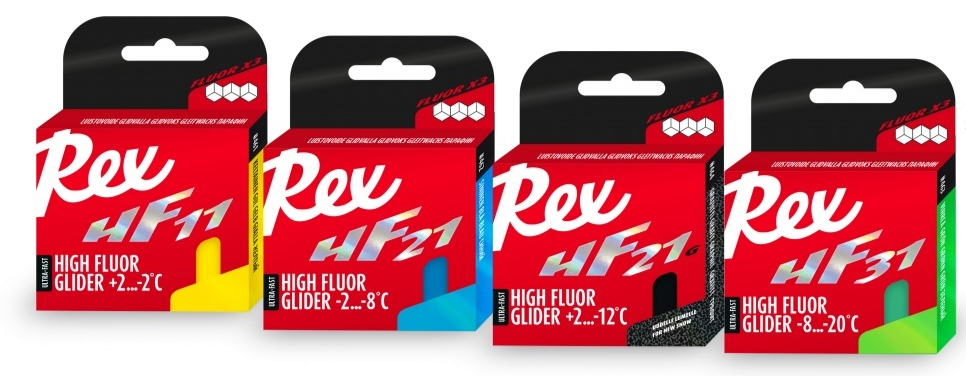 FLUOR X3
LUISTOVOIDE GLIDVALLA GLIDVOKS GLEITWACHS ПАРАФИН
Rex
HF11
ULTRA-FAST
HIGH FLUOR
GLIDER +2...-2°C
FLUOR X3
LUISTOVOIDE GLIDVALLA GLIDVOKS GLEITWACHS ПАРАФИН
Rex
HF21
ULTRA-FAST
HIGH FLUOR
GLIDER -2...-8°C
FLUOR X3
LUISTOVOIDE GLIDVALLA GLIDVOKS GLEITWACHS ПАРАФИН
Rex
HF21 G
ULTRA-FAST
HIGH FLUOR
GLIDER +2...-12°C
UUDELLE LUMELLE
FOR NEW SNOW
FLUOR X3
LUISTOVOIDE GLIDVALLA GLIDVOKS GLEITWACHS ПАРАФИН
Rex
HF31
ULTRA-FAST
HIGH FLUOR
GLIDER -8...-20°C